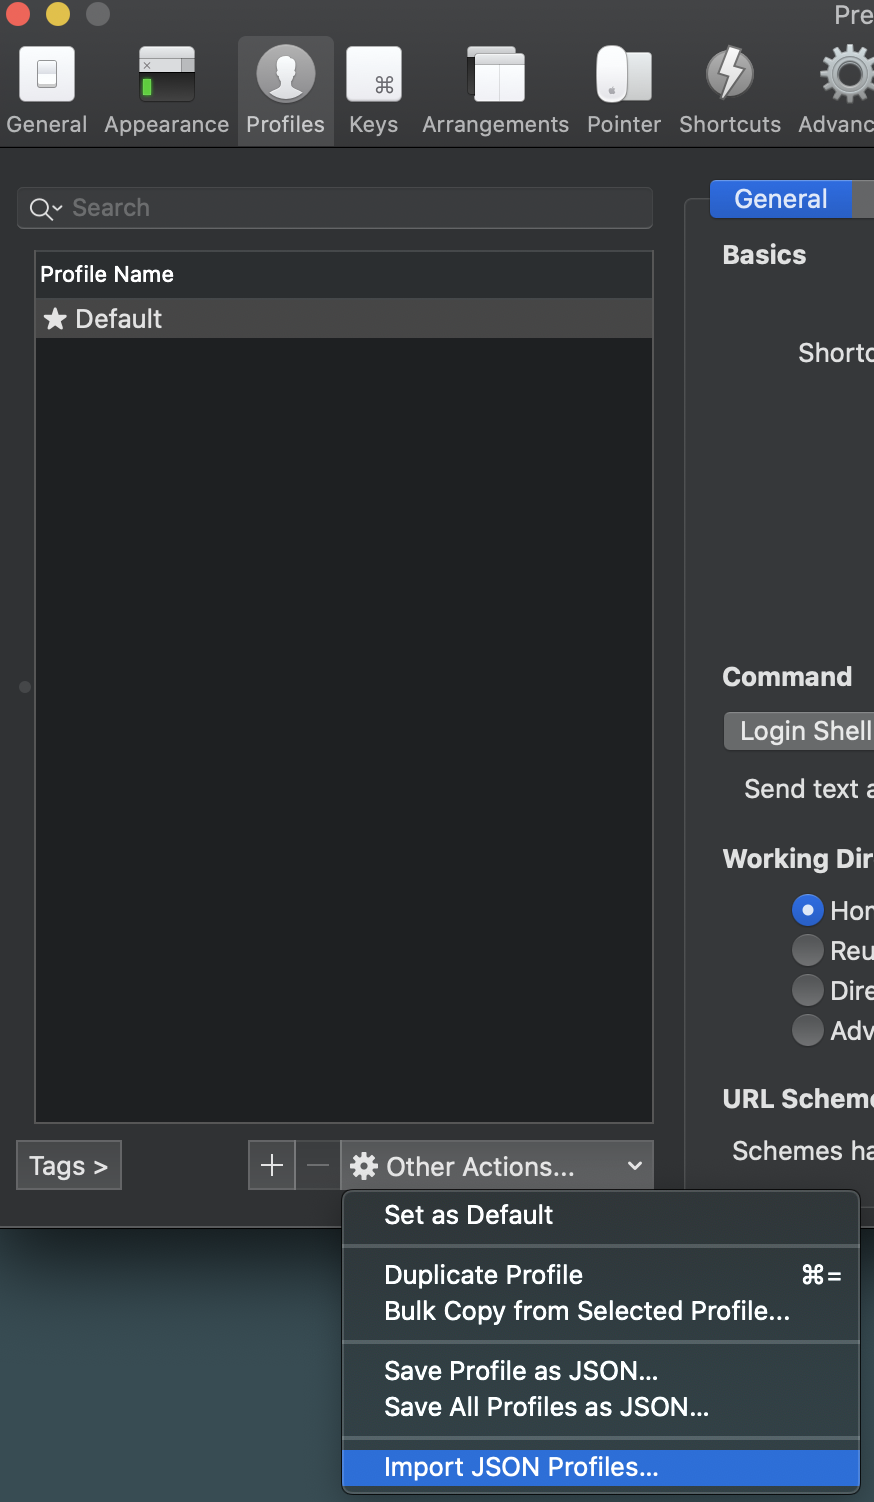 Pre
General
Appearance
Profiles
Keys
Arrangements
Pointer
Shortcuts
Advanc
Search
General
Profile Name
Basics
Default
Shortc
Command
Login Shell
Send text a
Working Dir
Hon
Reu
Dire
Adv
URL Scheme
Schemes ha
Tags >
Other Actions...
Set as Default
Duplicate Profile ⌘=
Bulk Copy from Selected Profile...
Save Profile as JSON...
Save All Profiles as JSON...
Import JSON Profiles...